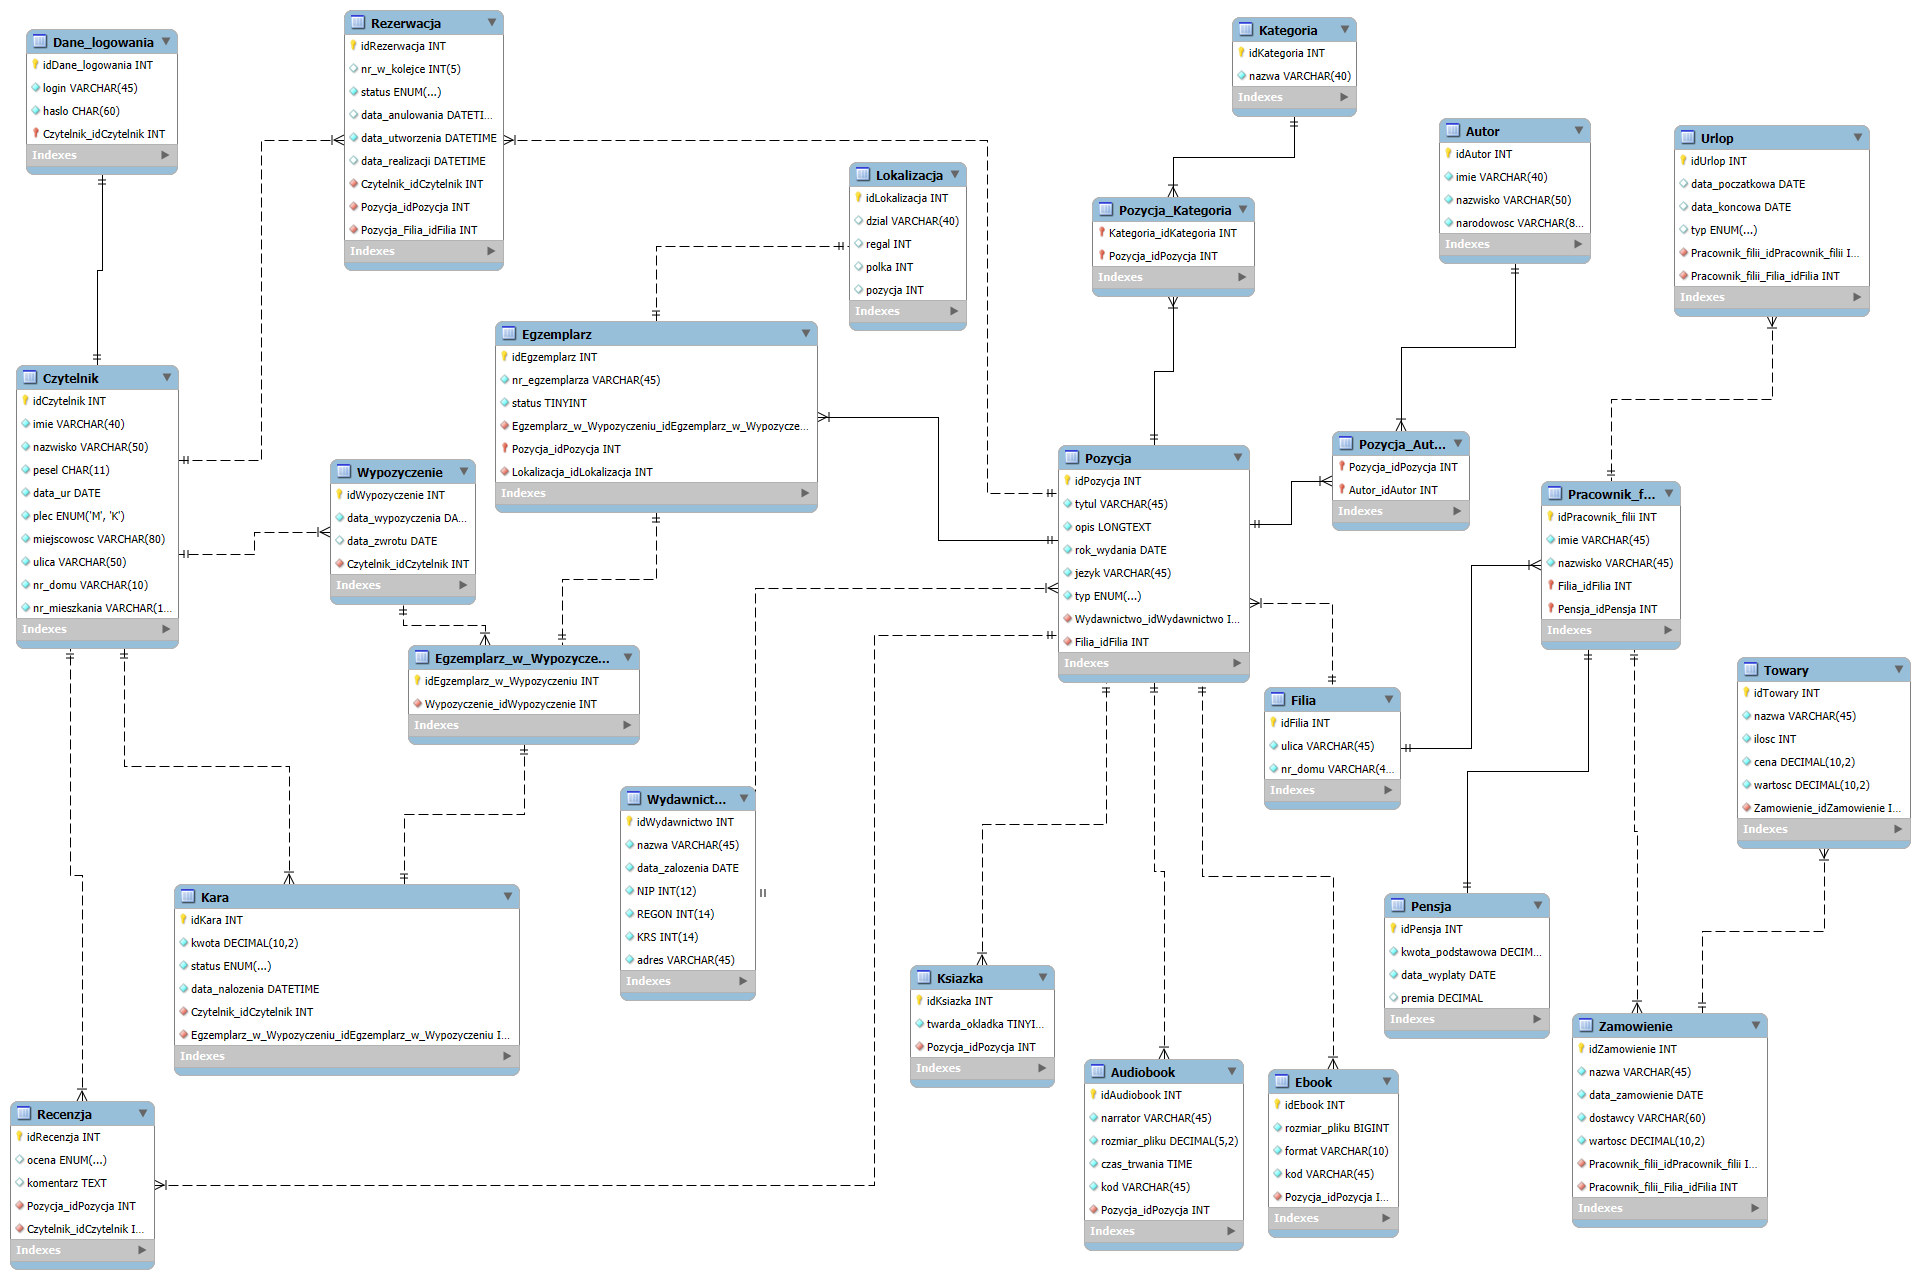 Dane_logowania
idDane_logowania INT
login VARCHAR(45)
haslo CHAR(60)
Czytelnik_idCzytelnik INT
Indexes
Rezerwacja
idRezerwacja INT
nr_w_kolejce INT(5)
status ENUM(...)
data_anulowania DATETI...
data_utworzenia DATETIME
data_realizacji DATETIME
Czytelnik_idCzytelnik INT
Pozycja_idPozycja INT
Pozycja_Filia_idFilia INT
Indexes
Lokalizacja
idLokalizacja INT
dzial VARCHAR(40)
regal INT
polka INT
pozycja INT
Indexes
Kategoria
idKategoria INT
nazwa VARCHAR(40)
Indexes
Pozycja_Kategoria
Kategoria_idKategoria INT
Pozycja_idPozycja INT
Indexes
Autor
idAutor INT
imie VARCHAR(40)
nazwisko VARCHAR(50)
narodowosc VARCHAR(8...
Indexes
Urlop
idUrlop INT
data_poczatkowa DATE
data_koncowa DATE
typ ENUM(...)
Pracownik_filii_idPracownik_filii I...
Pracownik_filii_Filia_idFilia INT
Indexes
Egzemplarz
idEgzemplarz INT
nr_egzemplarza VARCHAR(45)
status TINYINT
Egzemplarz_w_Wypozyczeniu_idEgzemplarz_w_Wypozycze...
Pozycja_idPozycja INT
Lokalizacja_idLokalizacja INT
Indexes
Czytelnik
idCzytelnik INT
imie VARCHAR(40)
nazwisko VARCHAR(50)
pesel CHAR(11)
data_ur DATE
plec ENUM('M', 'K')
miejscowosc VARCHAR(80)
ulica VARCHAR(50)
nr_domu VARCHAR(10)
nr_mieszkania VARCHAR(1...
Indexes
Wypozyczenie
idWypozyczenie INT
data_wypozyczenia DA...
data_zwrotu DATE
Czytelnik_idCzytelnik INT
Indexes
Pozycja
idPozycja INT
tytul VARCHAR(45)
opis LONGTEXT
rok_wydania DATE
jezyk VARCHAR(45)
typ ENUM(...)
Wydawnictwo_idWydawnictwo I...
Filia_idFilia INT
Indexes
Pozycja_Aut...
Pozycja_idPozycja INT
Autor_idAutor INT
Indexes
Pracownik_f...
idPracownik_filii INT
imie VARCHAR(45)
nazwisko VARCHAR(45)
Filia_idFilia INT
Pensja_idPensja INT
Indexes
Egzemplarz_w_Wypozycze...
idEgzemplarz_w_Wypozyczeniu INT
Wypozyczenie_idWypozyczenie INT
Indexes
Filia
idFilia INT
ulica VARCHAR(45)
nr_domu VARCHAR(4...
Indexes
Towary
idTowary INT
nazwa VARCHAR(45)
ilosc INT
cena DECIMAL(10,2)
wartosc DECIMAL(10,2)
Zamowienie_idZamowienie I...
Indexes
Wydawnict...
idWydawnictwo INT
nazwa VARCHAR(45)
data_zalozenia DATE
NIP INT(12)
REGON INT(14)
KRS INT(14)
adres VARCHAR(45)
Indexes
Kara
idKara INT
kwota DECIMAL(10,2)
status ENUM(...)
data_nalozenia DATETIME
Czytelnik_idCzytelnik INT
Egzemplarz_w_Wypozyczeniu_idEgzemplarz_w_Wypozyczeniu I...
Indexes
Pensja
idPensja INT
kwota_podstawowa DECIM...
data_wyplaty DATE
premia DECIMAL
Indexes
Ksiazka
idKsiazka INT
twarda_okladka TINYI...
Pozycja_idPozycja INT
Indexes
Zamowienie
idZamowienie INT
nazwa VARCHAR(45)
data_zamowienie DATE
dostawcy VARCHAR(60)
wartosc DECIMAL(10,2)
Pracownik_filii_idPracownik_filii I...
Pracownik_filii_Filia_idFilia INT
Indexes
Audiobook
idAudiobook INT
narrator VARCHAR(45)
rozmiar_pliku DECIMAL(5,2)
czas_trwania TIME
kod VARCHAR(45)
Pozycja_idPozycja INT
Indexes
Ebook
idEbook INT
rozmiar_pliku BIGINT
format VARCHAR(10)
kod VARCHAR(45)
Pozycja_idPozycja I...
Indexes
Recenzja
idRecenzja INT
ocena ENUM(...)
komentarz TEXT
Pozycja_idPozycja INT
Czytelnik_idCzytelnik I...
Indexes